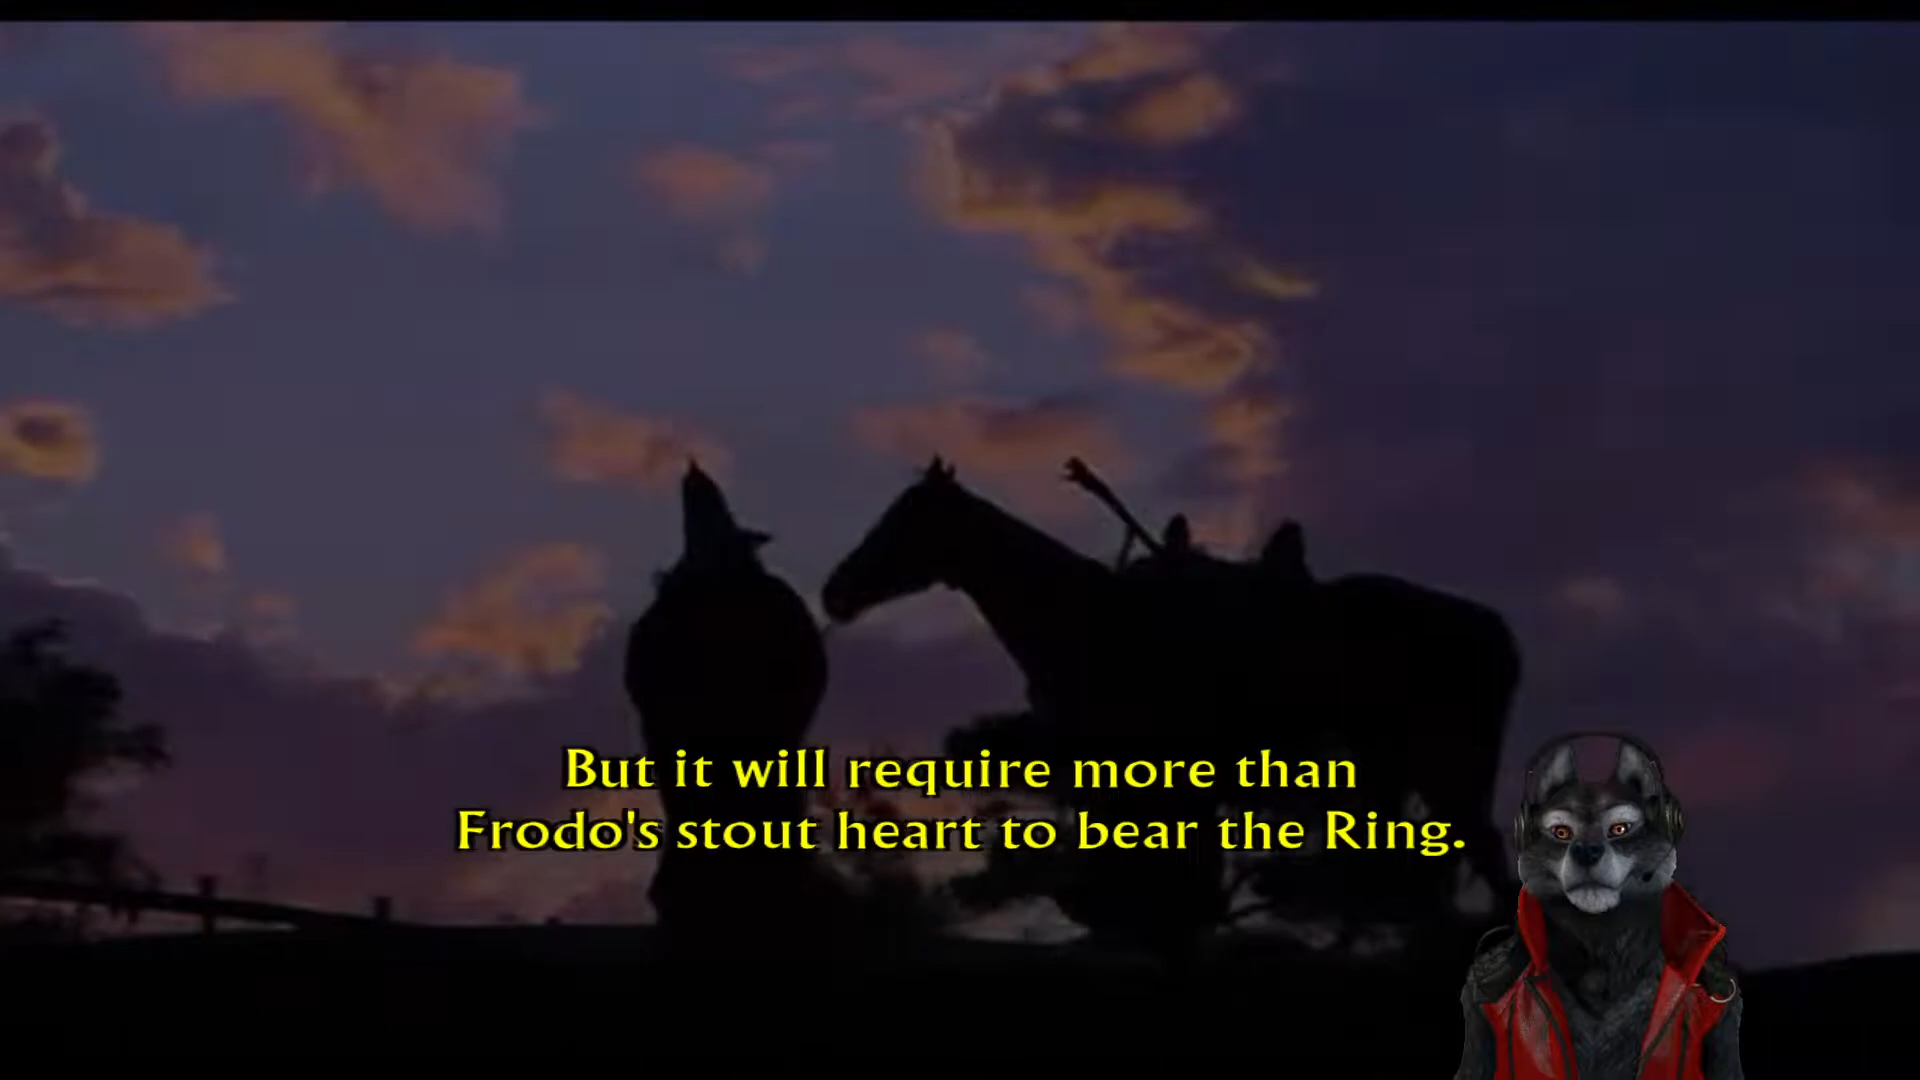 But it will require more than
Frodo's stout heart to bear the Ring.